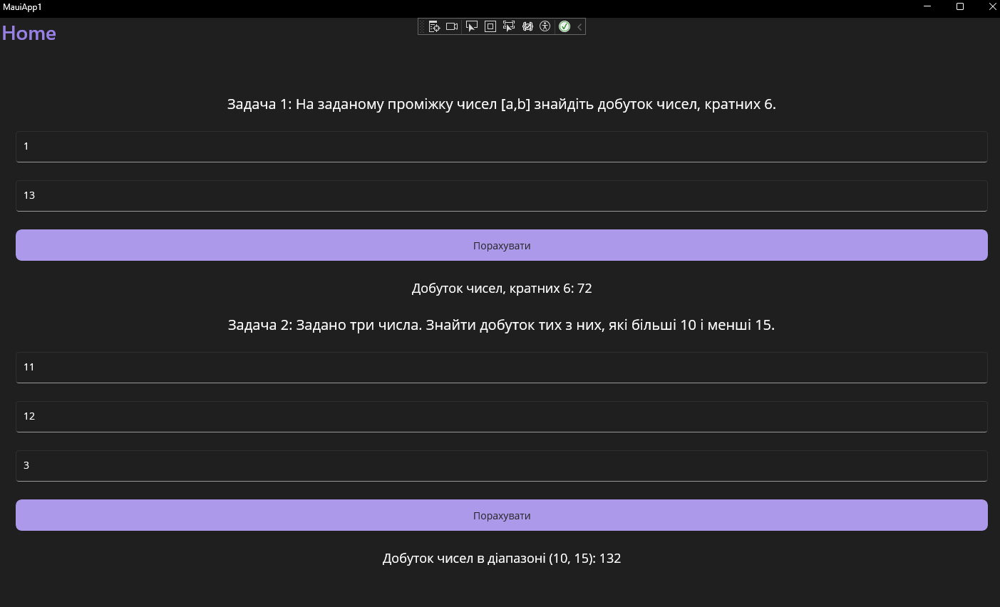 MauiApp1
Home
Задача 1: На заданому проміжку чисел [a,b] знайдіть добуток чисел, кратних 6.
1
13
Порахувати
Добуток чисел, кратних 6: 72
Задача 2: Задано три числа. Знайти добуток тих з них, які більші 10 і менші 15.
11
12
3
Порахувати
Добуток чисел в діапазоні (10, 15): 132